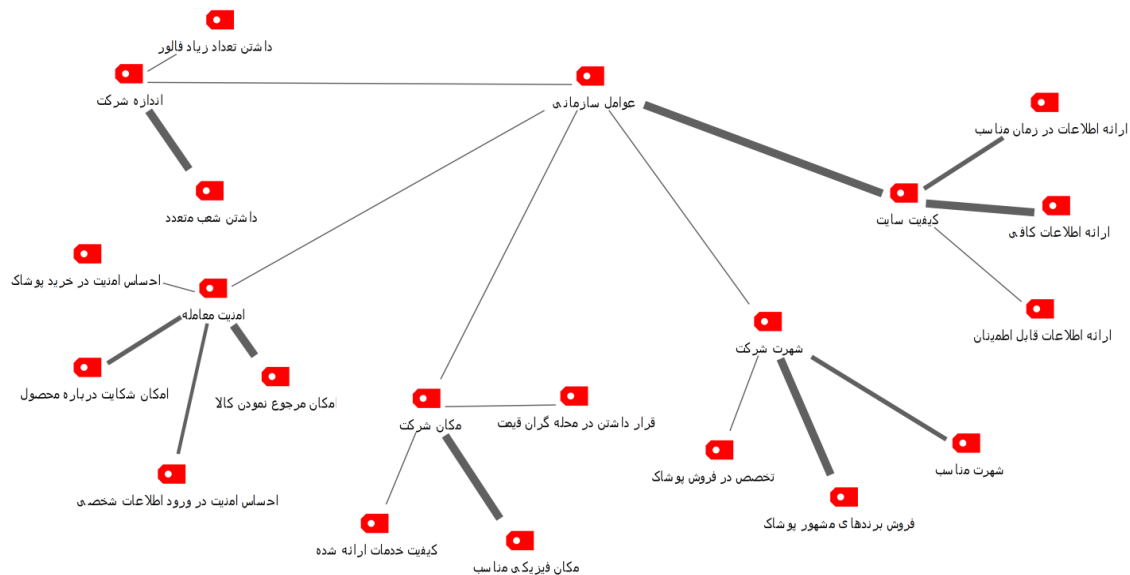 داشتن تعداد زیاد فالور
اندازه شرکت
عوامل سازمانی
ارائه اطلاعات در زمان مناسب
داشتن شعب متعدد
کیفیت سایت
ارائه اطلاعات کافی
احساس امنیت در خرید پوشاک
امنیت معامله
ارائه اطلاعات قابل اطمینان
شهرت شرکت
امکان شکایت درباره محصول
امکان مرجوع نمودن کالا
مکان شرکت
قرار داشتن در محله گران قیمت
تخصص در فروش پوشاک
شهرت مناسب
احساس امنیت در ورود اطلاعات شخصی
فروش برندهای مشهور پوشاک
کیفیت خدمات ارائه شده
مکان فیزیکی مناسب